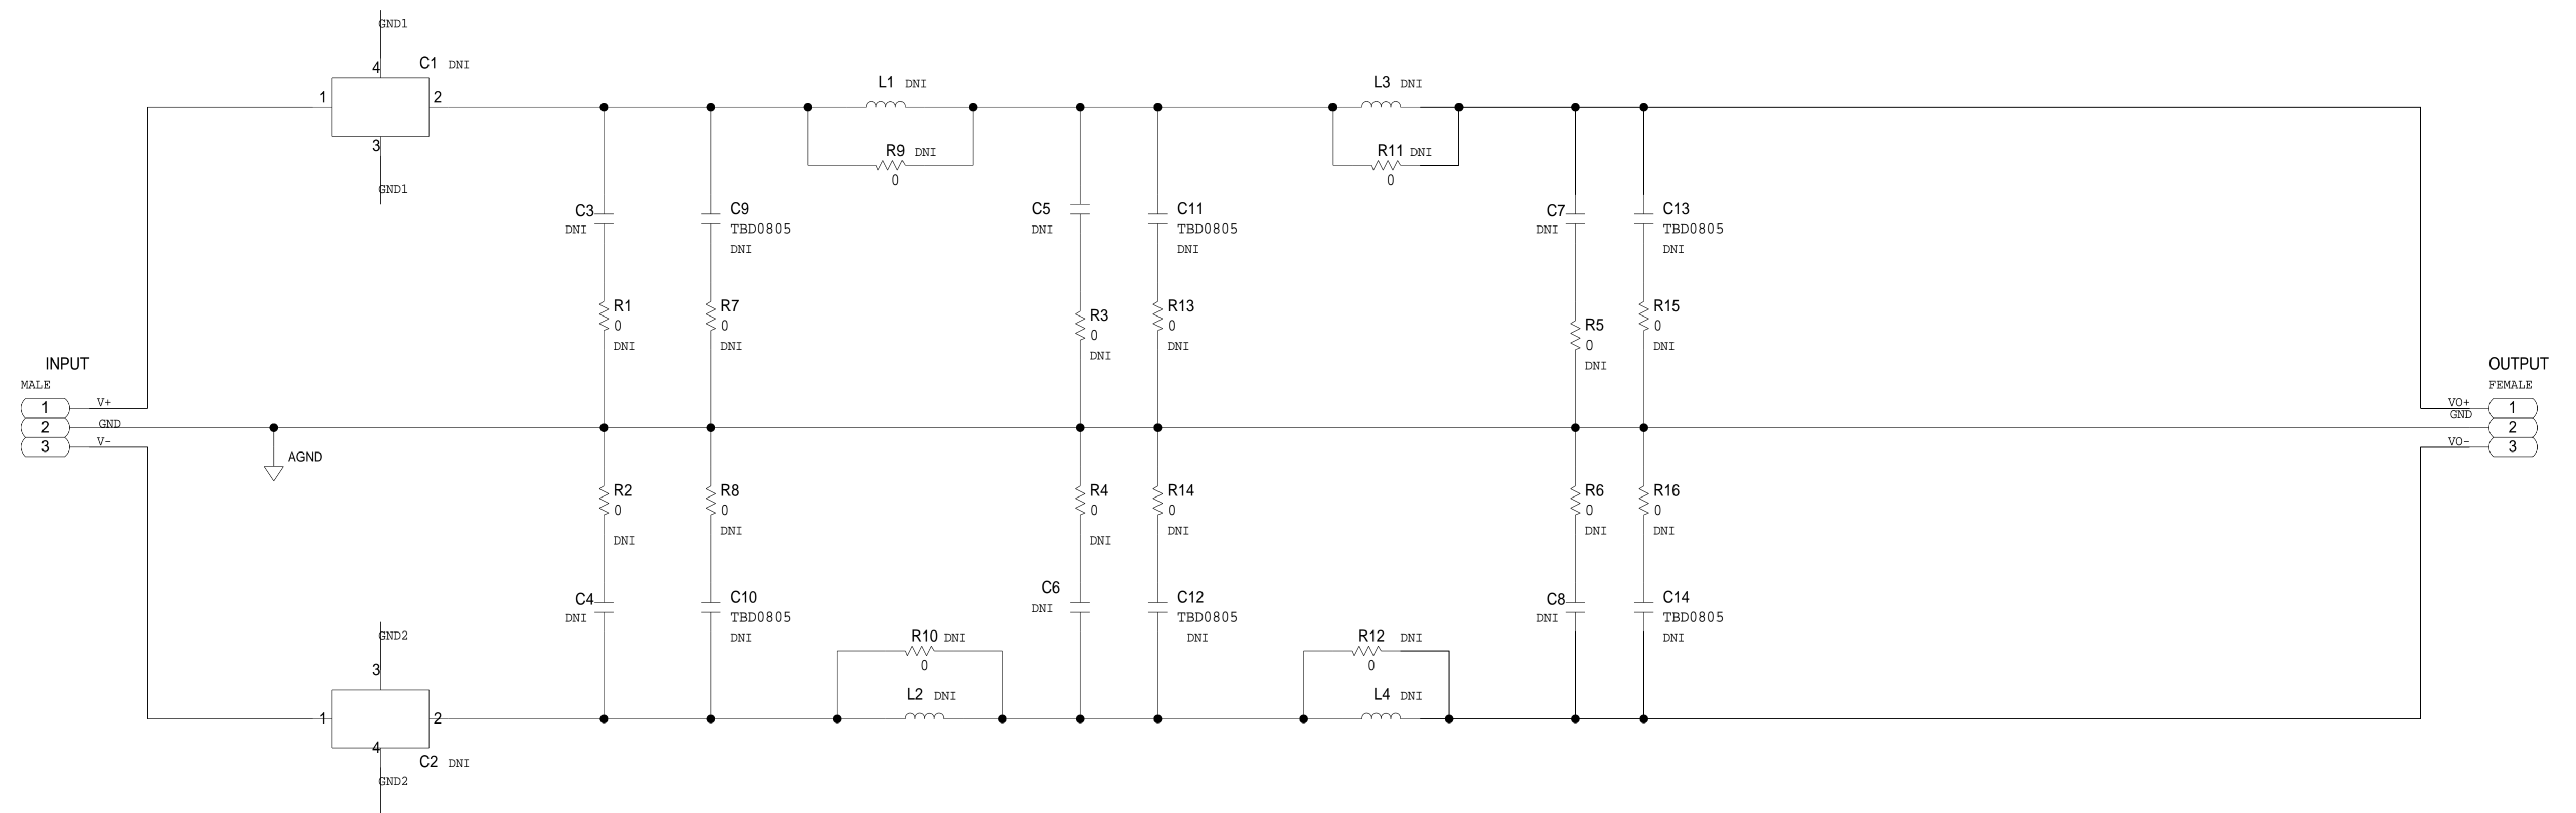 GND1
4
C1 DNI
1
2
3
GND1
L1 DNI
R9 DNI
0
L3 DNI
R11 DNI
0
C3
DNI
C9
TBD0805
DNI
C5
DNI
C11
TBD0805
DNI
C7
DNI
C13
TBD0805
DNI
R1
0
DNI
R7
0
DNI
R3
0
DNI
R13
0
DNI
R5
0
DNI
R15
0
DNI
INPUT
MALE
1
V+
2
GND
3
V-
AGND
OUTPUT
FEMALE
VO+
1
GND
2
VO-
3
R2
0
DNI
R8
0
DNI
R4
0
DNI
R14
0
DNI
R6
0
DNI
R16
0
DNI
C4
DNI
C10
TBD0805
DNI
C6
DNI
C12
TBD0805
DNI
C8
DNI
C14
TBD0805
DNI
R10 DNI
0
L2 DNI
R12 DNI
0
L4 DNI
GND2
3
1
2
4
C2 DNI
GND2